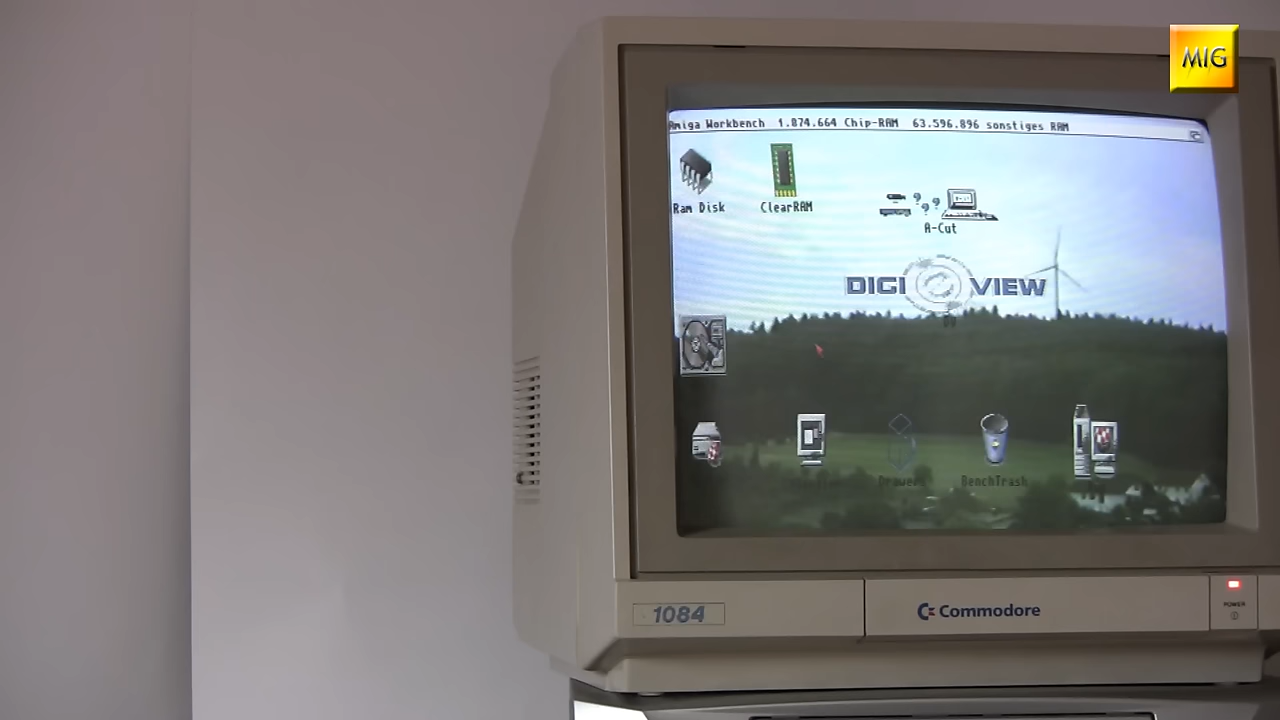 MIG
Amiga Workbench 1.874.664 Chip-RAM 63.596.896 sonstiges RAM
Ram Disk
ClearRAM
A-Cut
DIGI VIEW
Drawer
BenchTrash
1084
Commodore
POWER